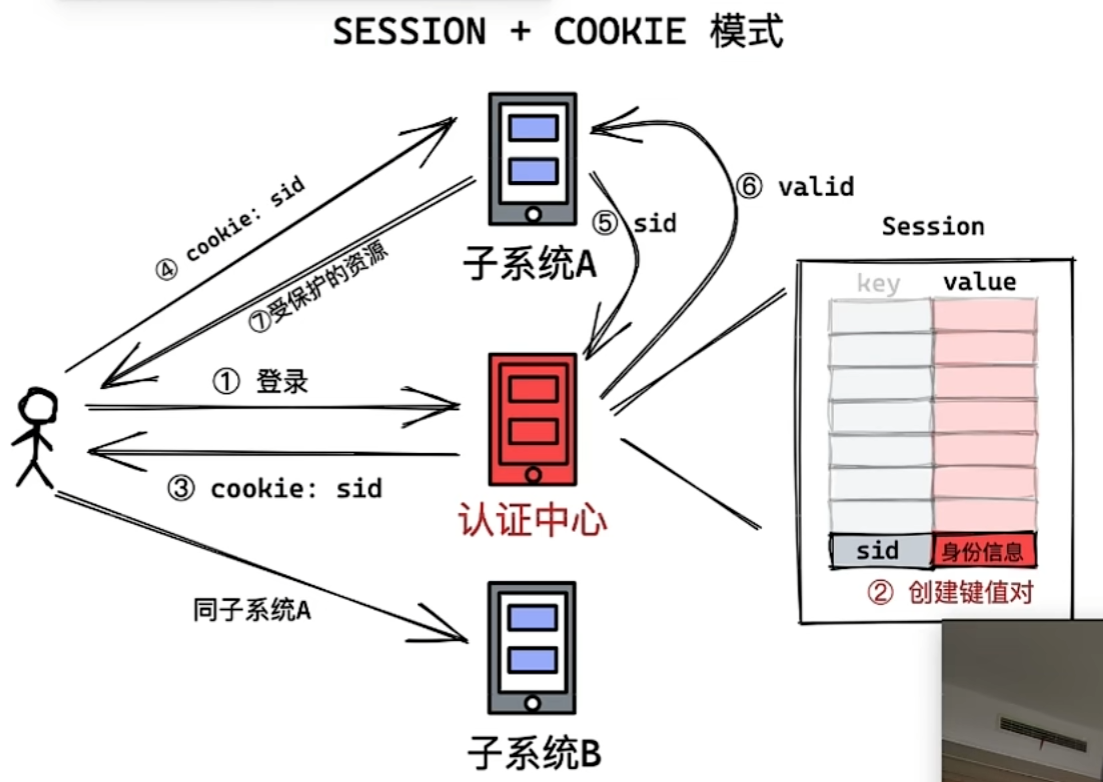 SESSION + COOKIE 模式
④ cookie: sid
⑥ valid
⑤ sid
Session
子系统A
key value
⑦受保护的资源
① 登录
③ cookie: sid
认证中心
sid 身份信息
② 创建键值对
同子系统A
子系统B